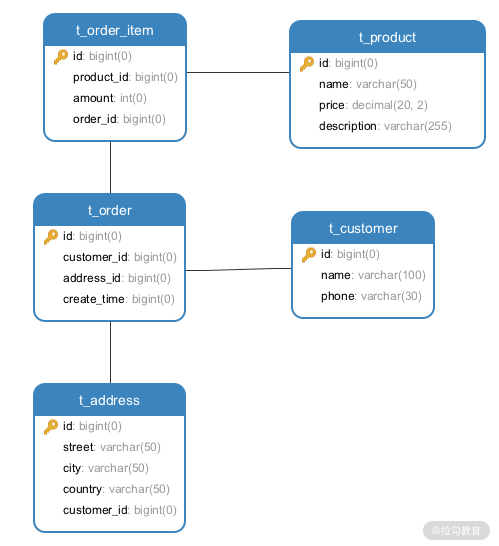 t_order_item
id: bigint(0)
product_id: bigint(0)
amount: int(0)
order_id: bigint(0)
t_product
id: bigint(0)
name: varchar(50)
price: decimal(20, 2)
description: varchar(255)
t_order
id: bigint(0)
customer_id: bigint(0)
address_id: bigint(0)
create_time: bigint(0)
t_customer
id: bigint(0)
name: varchar(100)
phone: varchar(30)
t_address
id: bigint(0)
street: varchar(50)
city: varchar(50)
country: varchar(50)
customer_id: bigint(0)
@拉勾教育